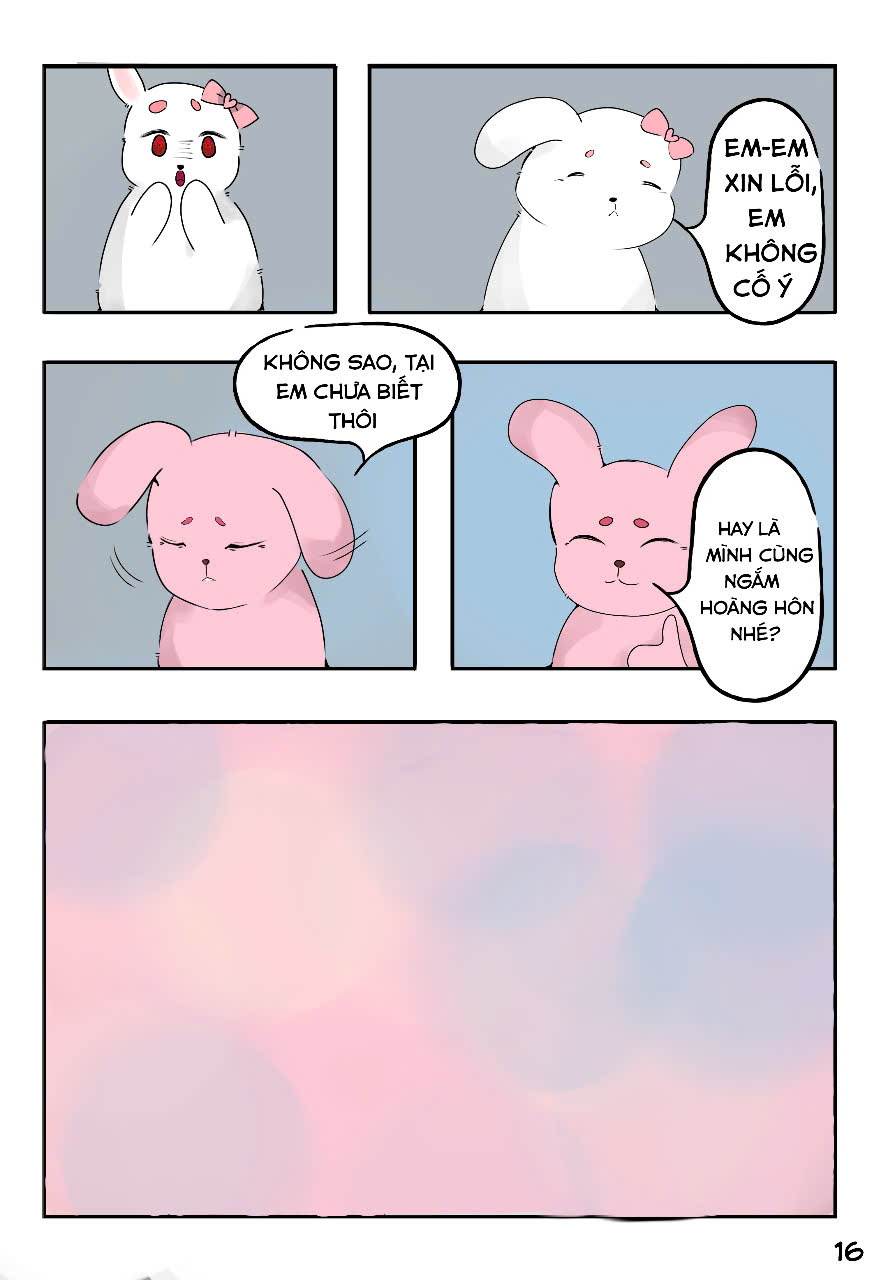 EM-EM
XIN LỖI,
EM
KHÔNG
CỐ Ý
KHÔNG SAO, TẠI
EM CHƯA BIẾT
THÔI
HAY LÀ
MÌNH CÙNG
NGẮM
HOÀNG HÔN
NHÉ?
16